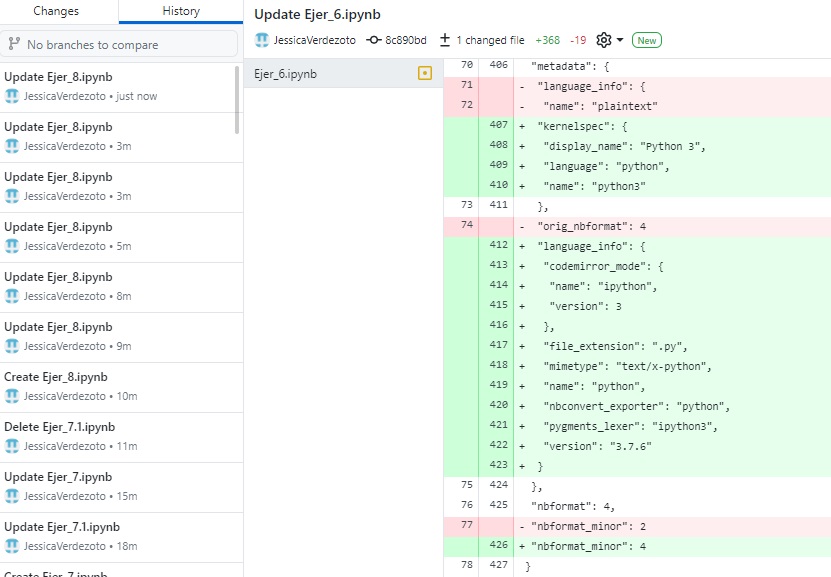 Changes
History
No branches to compare
Update Ejer_8.ipynb
JessicaVerdezoto • just now
Update Ejer_8.ipynb
JessicaVerdezoto • 3m
Update Ejer_8.ipynb
JessicaVerdezoto • 3m
Update Ejer_8.ipynb
JessicaVerdezoto • 5m
Update Ejer_8.ipynb
JessicaVerdezoto • 8m
Update Ejer_8.ipynb
JessicaVerdezoto • 9m
Create Ejer_8.ipynb
JessicaVerdezoto • 10m
Delete Ejer_7.1.ipynb
JessicaVerdezoto • 11m
Update Ejer_7.ipynb
JessicaVerdezoto • 15m
Update Ejer_7.1.ipynb
JessicaVerdezoto • 18m
Create Ejer_7.ipynb
Update Ejer_6.ipynb
JessicaVerdezoto 8c890bd 1 changed file +368 -19 New
Ejer_6.ipynb
70 406 "metadata": {
71 - "language_info": {
72 - "name": "plaintext"
407 + "kernelspec": {
408 + "display_name": "Python 3",
409 + "language": "python",
410 + "name": "python3"
73 411 },
74 - "orig_nbformat": 4
412 + "language_info": {
413 + "codemirror_mode": {
414 + "name": "ipython",
415 + "version": 3
416 + },
417 + "file_extension": ".py",
418 + "mimetype": "text/x-python",
419 + "name": "python",
420 + "nbconvert_exporter": "python",
421 + "pygments_lexer": "ipython3",
422 + "version": "3.7.6"
423 + }
75 424 },
76 425 "nbformat": 4,
77 - "nbformat_minor": 2
426 + "nbformat_minor": 4
78 427 }